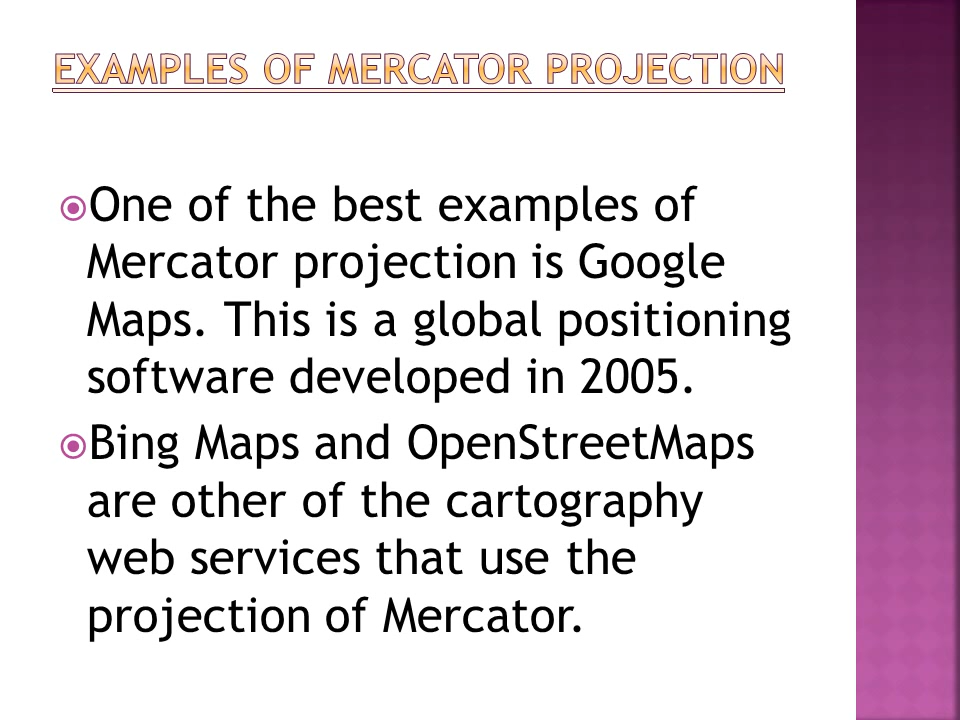 EXAMPLES OF MERCATOR PROJECTION
One of the best examples of
Mercator projection is Google
Maps. This is a global positioning
software developed in 2005.
Bing Maps and OpenStreetMaps
are other of the cartography
web services that use the
projection of Mercator.